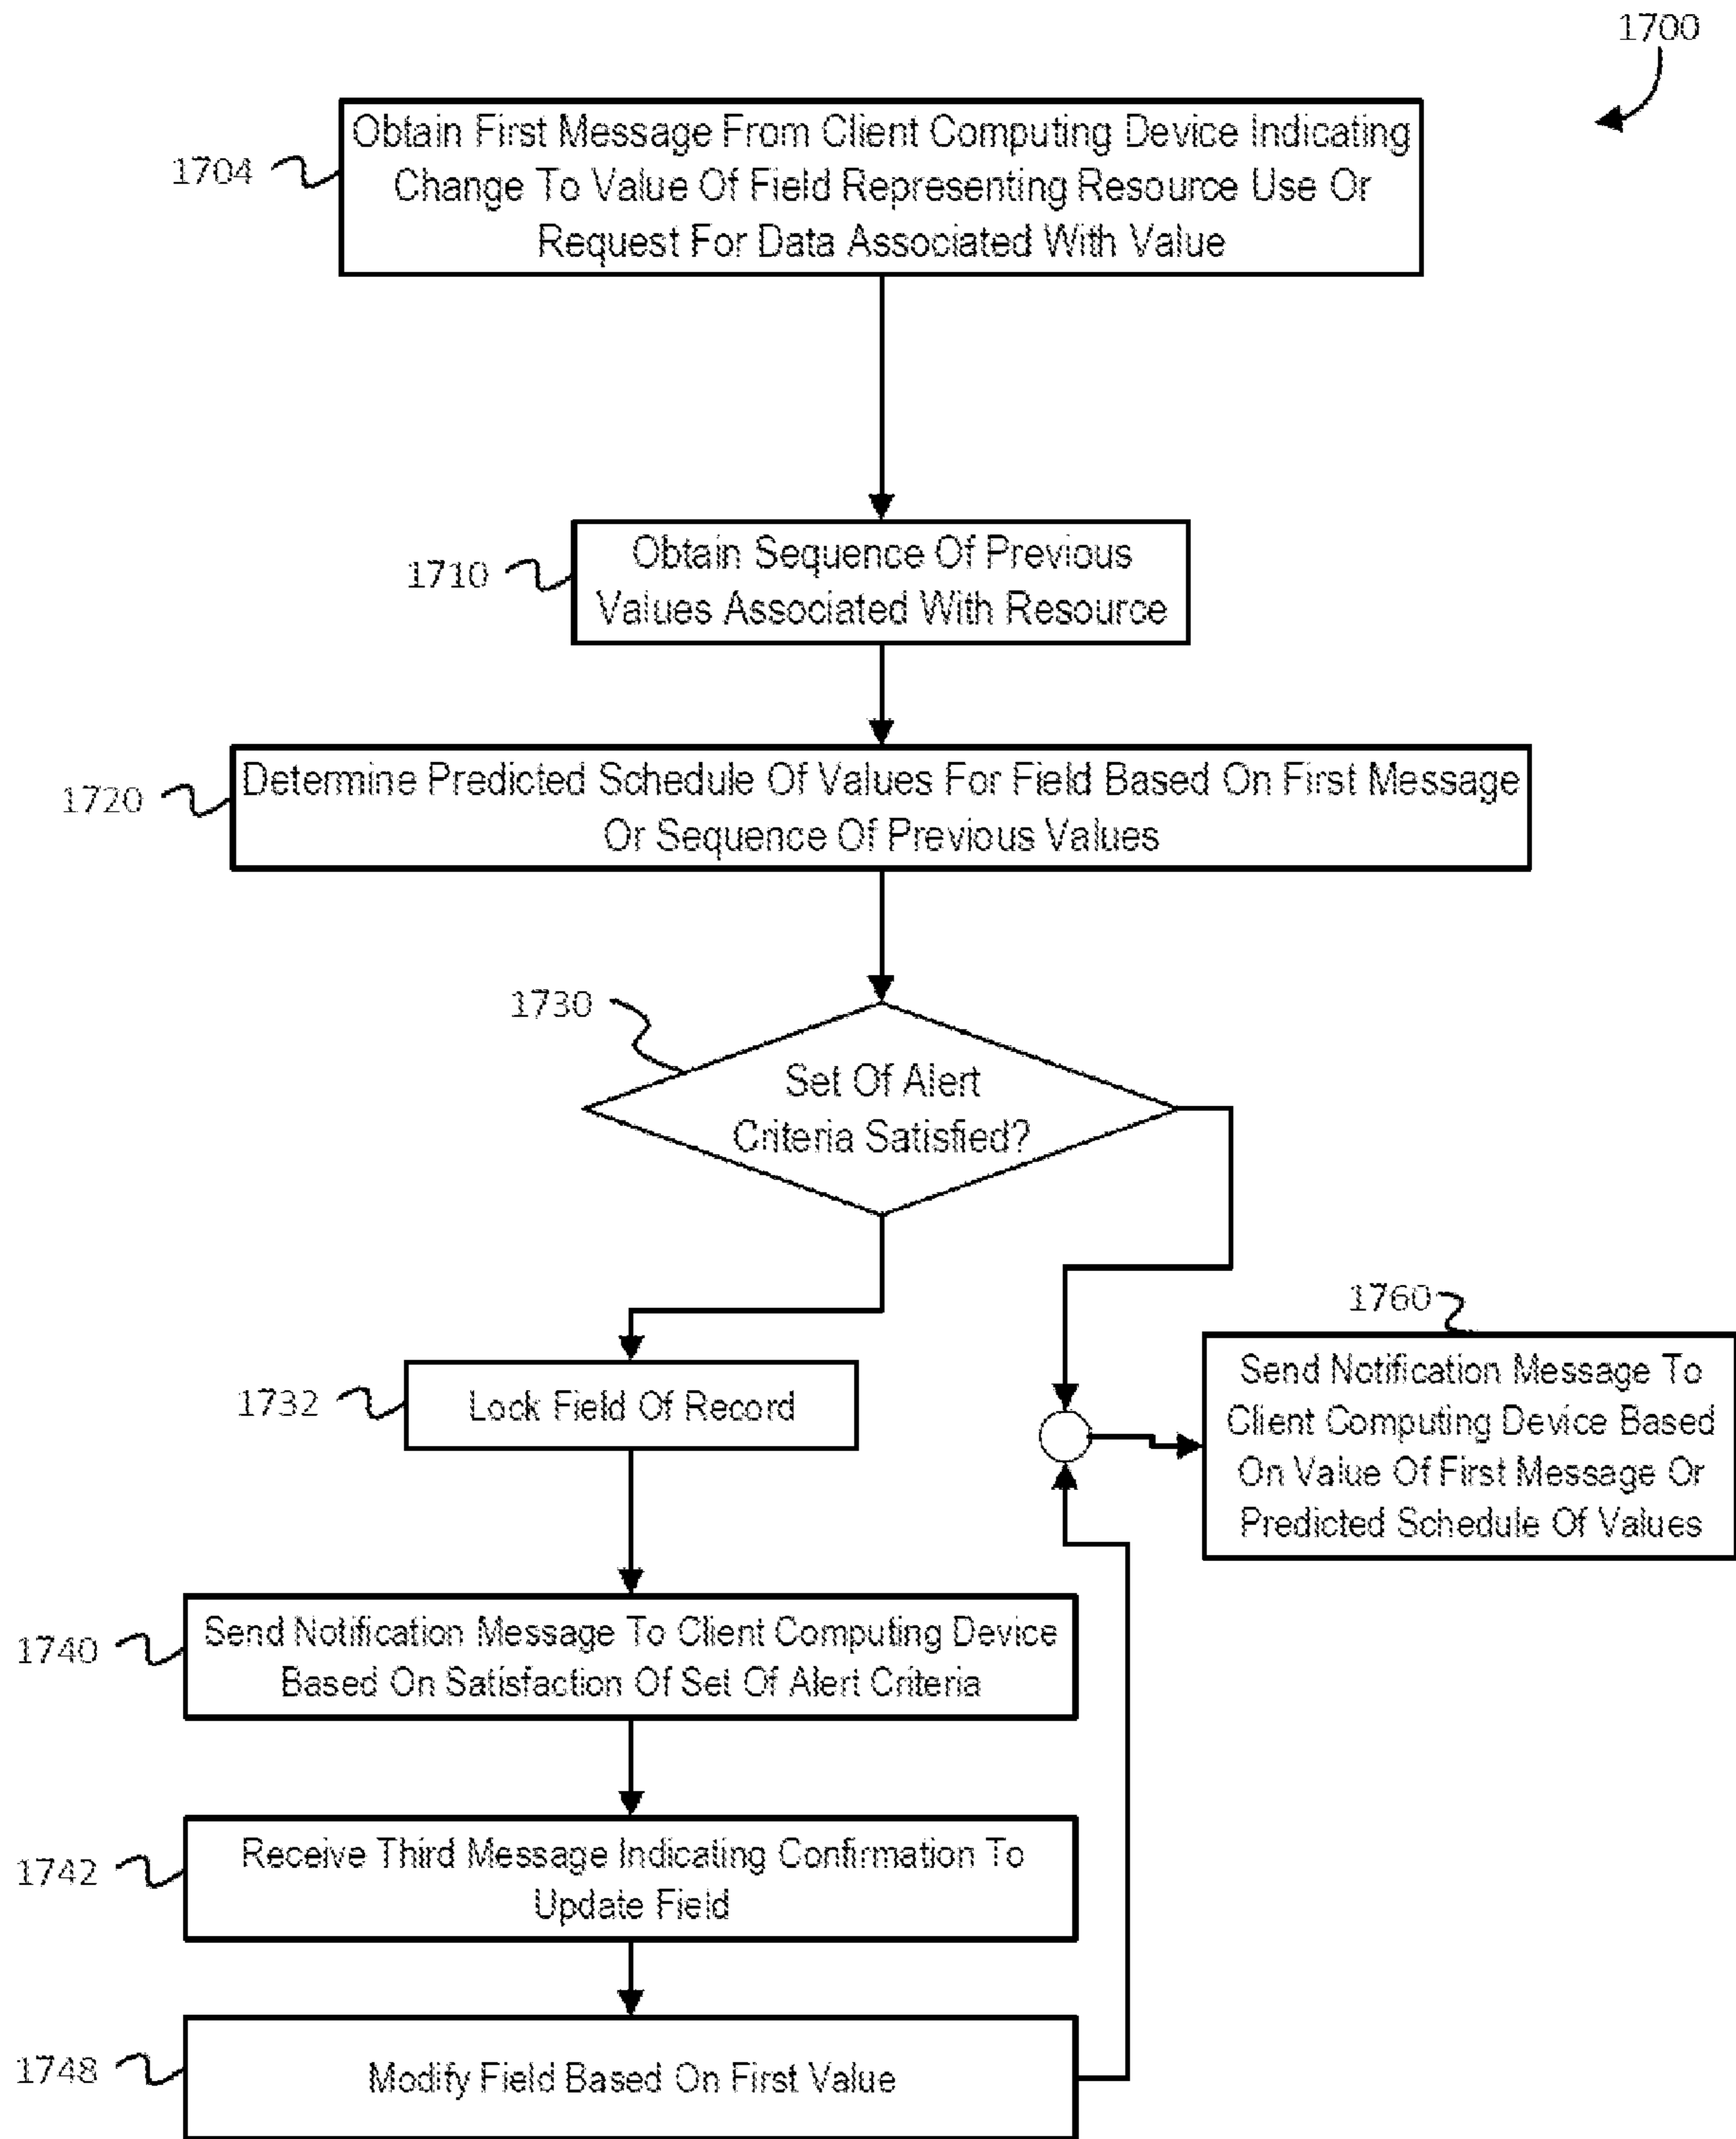 1700
1704
Obtain First Message From Client Computing Device Indicating
Change To Value Of Field Representing Resource Use Or
Request For Data Associated With Value
1710
Obtain Sequence Of Previous
Values Associated With Resource
1720
Determine Predicted Schedule Of Values For Field Based On First Message
Or Sequence Of Previous Values
1730
Set Of Alert
Criteria Satisfied?
1732
Lock Field Of Record
1760
Send Notification Message To
Client Computing Device Based
On Value Of First Message Or
Predicted Schedule Of Values
1740
Send Notification Message To Client Computing Device
Based On Satisfaction Of Set Of Alert Criteria
1742
Receive Third Message Indicating Confirmation To
Update Field
1748
Modify Field Based On First Value